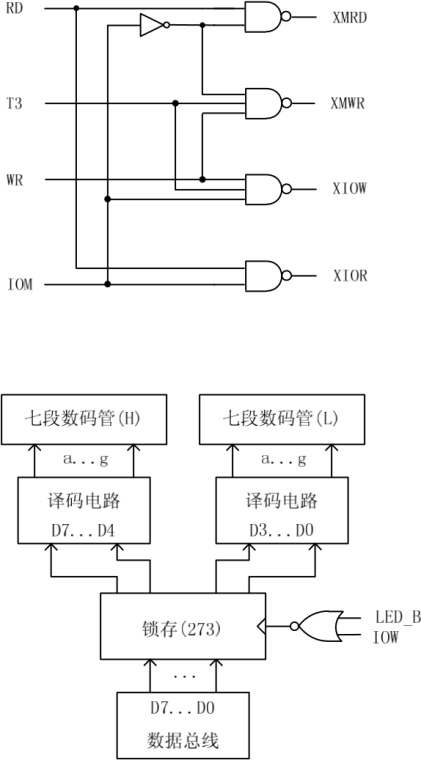 RD
XMRD
T3
XMWR
WR
XIOW
IOM
XIOR
七段数码管(H)
七段数码管(L)
a...g
a...g
译码电路
译码电路
D7...D4
D3...D0
锁存(273)
LED_B
IOW
...
D7...D0
数据总线